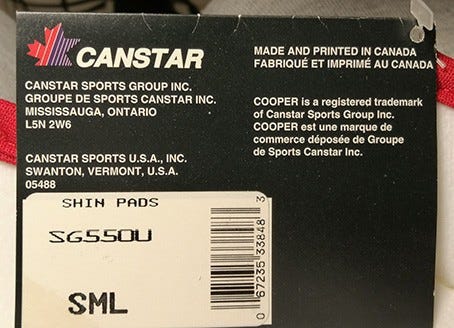 CANSTAR
MADE AND PRINTED IN CANADA
FABRIQUÉ ET IMPRIMÉ AU CANADA
CANSTAR SPORTS GROUP INC.
GROUPE DE SPORTS CANSTAR INC.
MISSISSAUGA, ONTARIO
L5N 2W6
COOPER is a registered trademark
of Canstar Sports Group Inc.
COOPER est une marque de
commerce déposée de Groupe
de Sports Canstar Inc.
CANSTAR SPORTS U.S.A., INC.
SWANTON, VERMONT, U.S.A.
05488
SHIN PADS
SG550U
SML
0 67235 33848 3